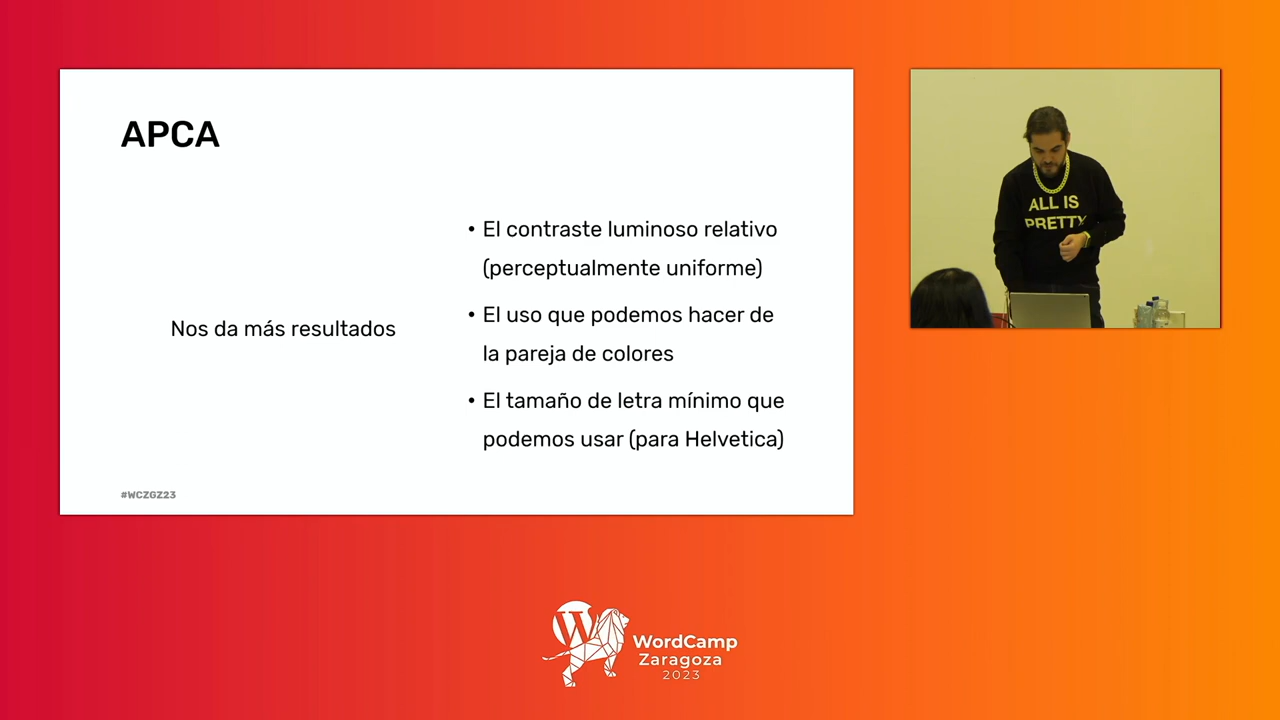 APCA
Nos da más resultados
• El contraste luminoso relativo
(perceptualmente uniforme)
• El uso que podemos hacer de
la pareja de colores
• El tamaño de letra mínimo que
podemos usar (para Helvetica)
#WCZGZ23
ALL IS
PRETTY
WordCamp
Zaragoza
2023